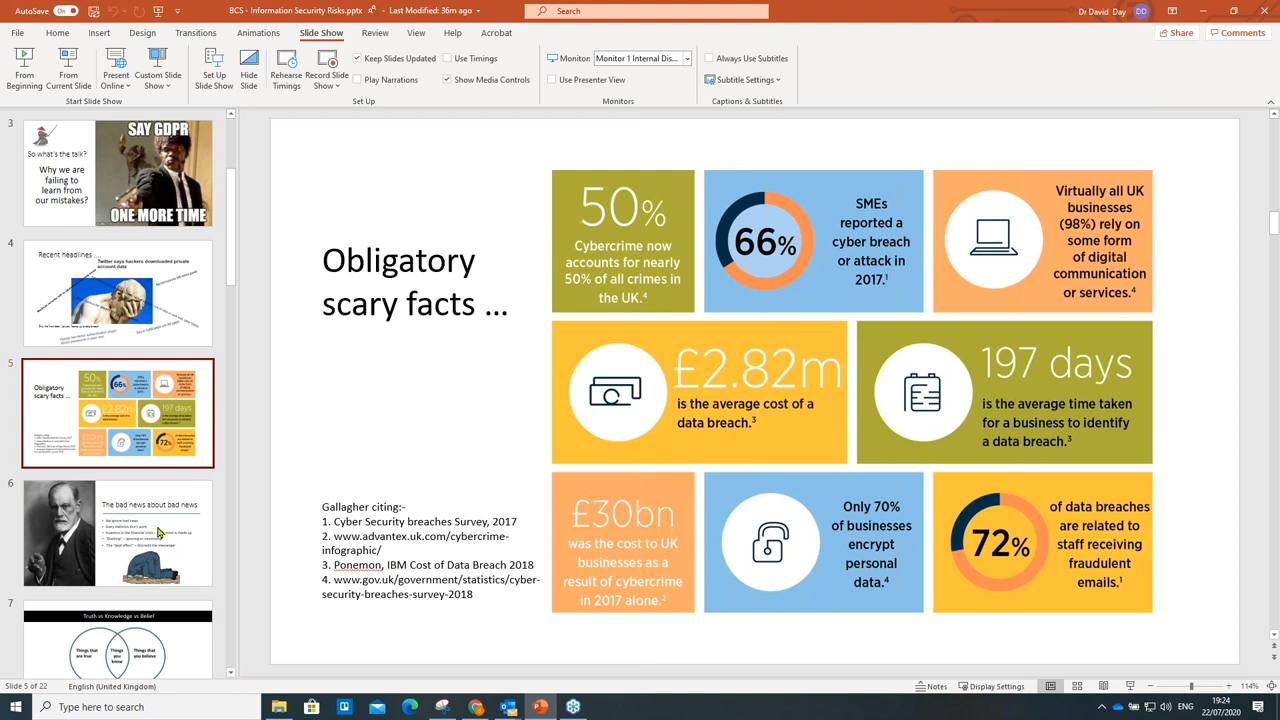 AutoSave
On
BCS - Information Security Risks.pptx - Last Modified: 36m ago
Search
Dr David Day
DD
File
Home
Insert
Design
Transitions
Animations
Slide Show
Review
View
Help
Acrobat
Share
Comments
From
Beginning
From
Current Slide
Present
Online
Custom Slide
Show
Start Slide Show
Set Up
Slide Show
Hide
Slide
Rehearse
Timings
Record Slide
Show
Keep Slides Updated
Play Narrations
Use Timings
Show Media Controls
Set Up
Monitor:
Monitor 1 Internal Dis...
Use Presenter View
Monitors
Always Use Subtitles
Subtitle Settings
Captions & Subtitles
3
So what's the talk?
Why we are
failing to
learn from
our mistakes?
SAY GDPR
ONE MORE TIME
4
Recent headlines ....
Twitter says hackers downloaded private
account data
5
Obligatory
scary facts ...
50%
66%
£2.82m
197 days
£30bn
72%
6
The bad news about bad news
7
Truth vs Knowledge vs Belief
Things that
are true
Things
you
know
Things that
you believe
Obligatory
scary facts ...
50%
Cybercrime now
accounts for nearly
50% of all crimes in
the UK.4
66%
SMEs
reported a
cyber breach
or attack in
2017.1
Virtually all UK
businesses
(98%) rely on
some form
of digital
communication
or services.4
£2.82m
is the average cost of a
data breach.3
197 days
is the average time taken
for a business to identify
a data breach.3
£30bn
was the cost to UK
businesses as a
result of cybercrime
in 2017 alone.2
Only 70%
of businesses
encrypt
personal
data.4
72%
of data breaches
are related to
staff receiving
fraudulent
emails.1
Gallagher citing:-
1. Cyber Security breaches Survey, 2017
2. www.advantex.uk.com/cybercrime-
infographic/
3. Ponemon, IBM Cost of Data Breach 2018
4. www.gov.uk/government/statistics/cyber-
security-breaches-survey-2018
Slide 5 of 22
English (United Kingdom)
Notes
Display Settings
114%
Type here to search
ENG
19:24
22/07/2020